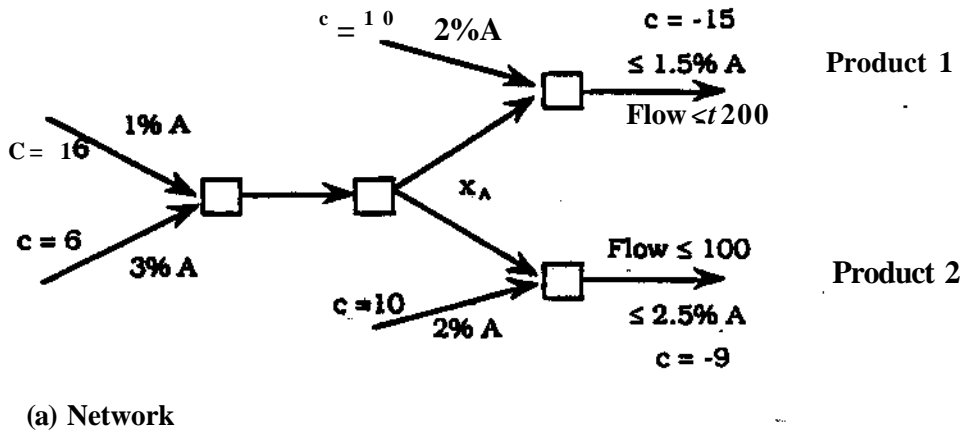 c = 10
2%A
c = -15
≤ 1.5% A
Product 1
Flow <t 200
1% A
C = 16
x_A
c = 6
3% A
Flow ≤ 100
Product 2
c =10
2% A
≤ 2.5% A
c = -9
(a) Network